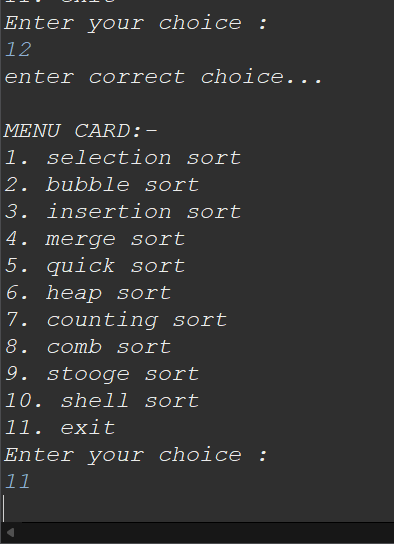 11. exit
Enter your choice :
12
enter correct choice...
MENU CARD:-
1. selection sort
2. bubble sort
3. insertion sort
4. merge sort
5. quick sort
6. heap sort
7. counting sort
8. comb sort
9. stooge sort
10. shell sort
11. exit
Enter your choice :
11